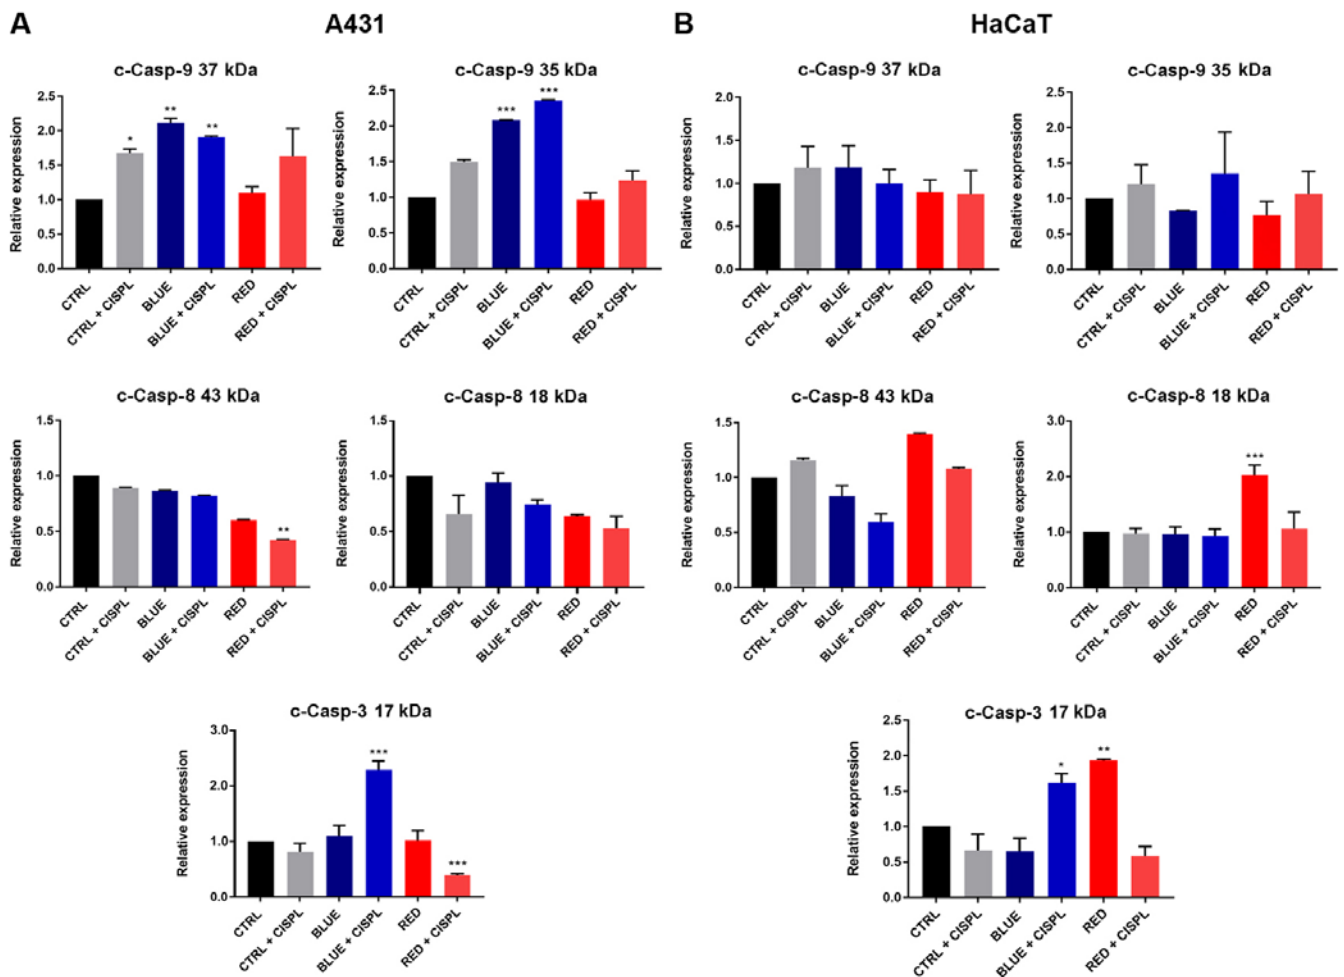 A
A431
B
HaCaT
c-Casp-9 37 kDa
Relative expression
2.5
2.0
1.5
1.0
0.5
0.0
*
**
**
CTRL
CTRL + CISPL
BLUE
BLUE + CISPL
RED
RED + CISPL
c-Casp-9 35 kDa
Relative expression
2.5
2.0
1.5
1.0
0.5
0.0
***
***
CTRL
CTRL + CISPL
BLUE
BLUE + CISPL
RED
RED + CISPL
c-Casp-9 37 kDa
Relative expression
2.0
1.5
1.0
0.5
0.0
CTRL
CTRL + CISPL
BLUE
BLUE + CISPL
RED
RED + CISPL
c-Casp-9 35 kDa
Relative expression
2.5
2.0
1.5
1.0
0.5
0.0
CTRL
CTRL + CISPL
BLUE
BLUE + CISPL
RED
RED + CISPL
c-Casp-8 43 kDa
Relative expression
1.5
1.0
0.5
0.0
**
CTRL
CTRL + CISPL
BLUE
BLUE + CISPL
RED
RED + CISPL
c-Casp-8 18 kDa
Relative expression
1.5
1.0
0.5
0.0
CTRL
CTRL + CISPL
BLUE
BLUE + CISPL
RED
RED + CISPL
c-Casp-8 43 kDa
Relative expression
1.5
1.0
0.5
0.0
CTRL
CTRL + CISPL
BLUE
BLUE + CISPL
RED
RED + CISPL
c-Casp-8 18 kDa
Relative expression
3.0
2.0
1.0
0.0
***
CTRL
CTRL + CISPL
BLUE
BLUE + CISPL
RED
RED + CISPL
c-Casp-3 17 kDa
Relative expression
3.0
2.0
1.0
0.0
***
***
CTRL
CTRL + CISPL
BLUE
BLUE + CISPL
RED
RED + CISPL
c-Casp-3 17 kDa
Relative expression
2.5
2.0
1.5
1.0
0.5
0.0
*
**
CTRL
CTRL + CISPL
BLUE
BLUE + CISPL
RED
RED + CISPL